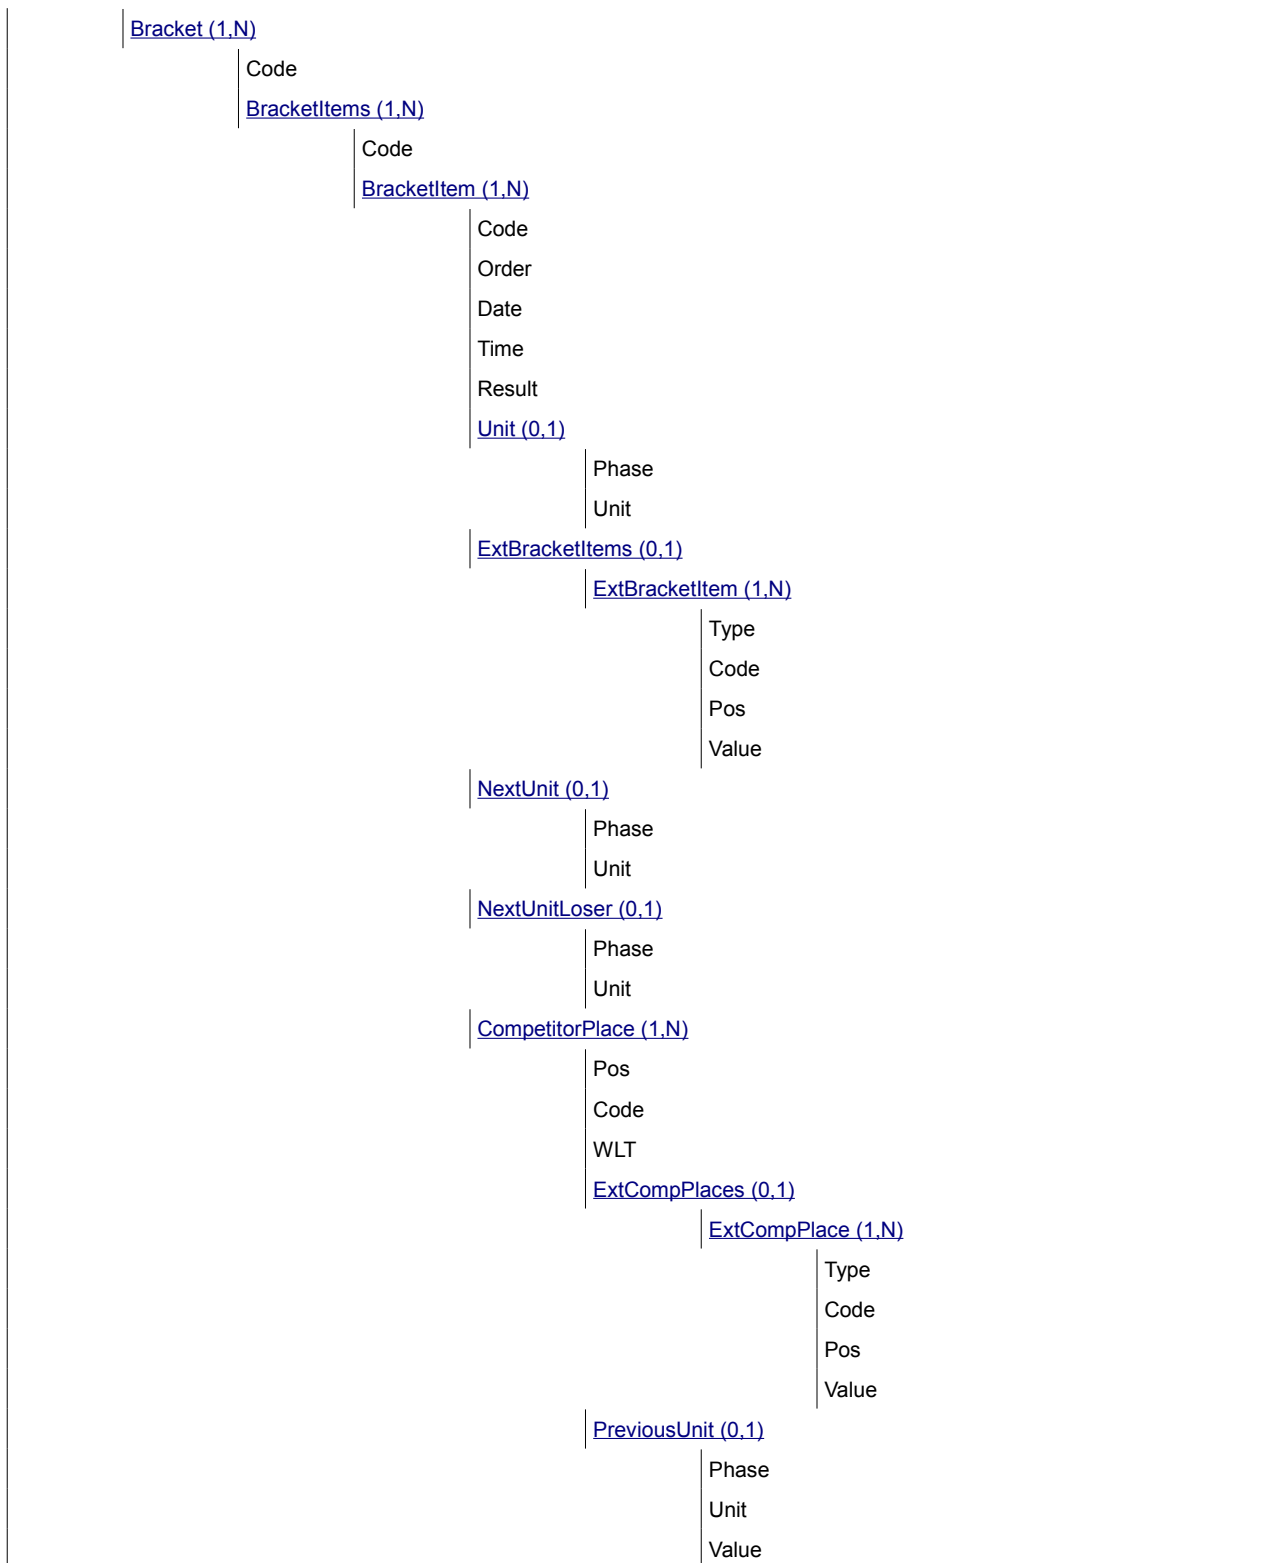 Bracket (1,N)
Code
BracketItems (1,N)
Code
BracketItem (1,N)
Code
Order
Date
Time
Result
Unit (0,1)
Phase
Unit
ExtBracketItems (0,1)
ExtBracketItem (1,N)
Type
Code
Pos
Value
NextUnit (0,1)
Phase
Unit
NextUnitLoser (0,1)
Phase
Unit
CompetitorPlace (1,N)
Pos
Code
WLT
ExtCompPlaces (0,1)
ExtCompPlace (1,N)
Type
Code
Pos
Value
PreviousUnit (0,1)
Phase
Unit
Value